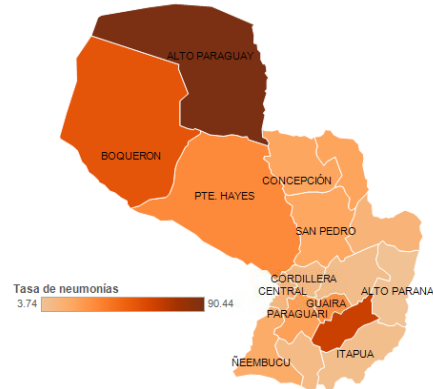 ALTO PARAGUAY
BOQUERON
CONCEPCIÓN
PTE. HAYES
SAN PEDRO
CORDILLERA
Tasa de neumonías
CENTRAL
ALTO PARANA
3.74
90.44
GUAIRA
PARAGUARI
ITAPUA
ÑEEMBUCU